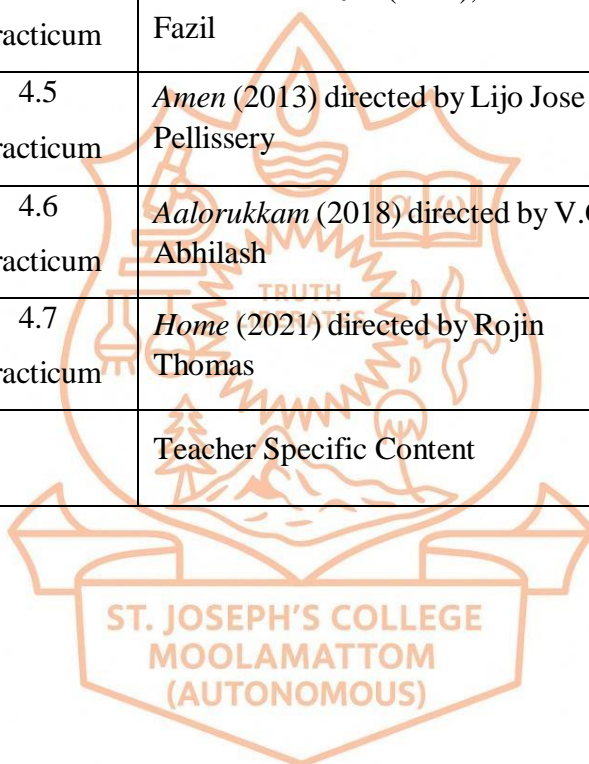 racticum
Fazil
4.5
racticum
Amen (2013) directed by Lijo Jose
Pellissery
4.6
racticum
Aalorukkam (2018) directed by V.C
Abhilash
4.7
racticum
Home (2021) directed by Rojin
Thomas
Teacher Specific Content
TRUTH
ST. JOSEPH'S COLLEGE
MOOLAMATTOM
(AUTONOMOUS)